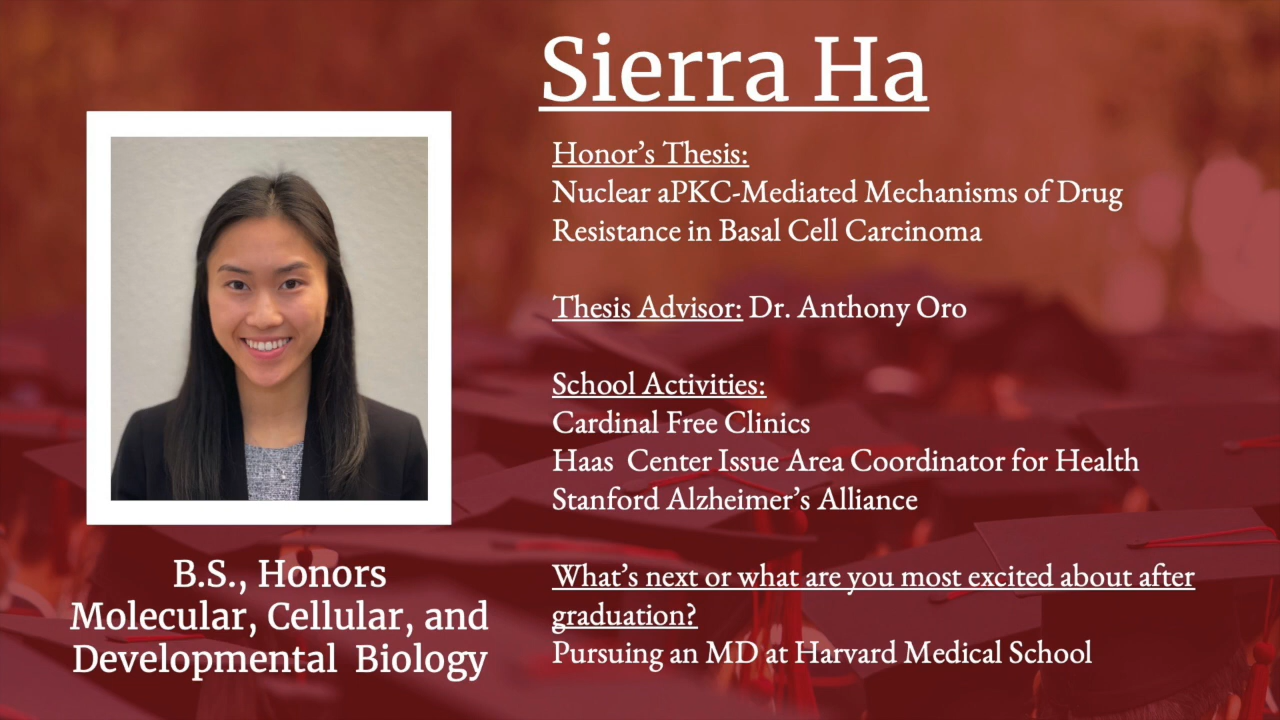 Sierra Ha
Honor’s Thesis:
Nuclear aPKC-Mediated Mechanisms of Drug
Resistance in Basal Cell Carcinoma
Thesis Advisor: Dr. Anthony Oro
School Activities:
Cardinal Free Clinics
Haas  Center Issue Area Coordinator for Health
Stanford Alzheimer’s Alliance
What’s next or what are you most excited about after
graduation?
Pursuing an MD at Harvard Medical School
B.S., Honors
Molecular, Cellular, and
Developmental  Biology